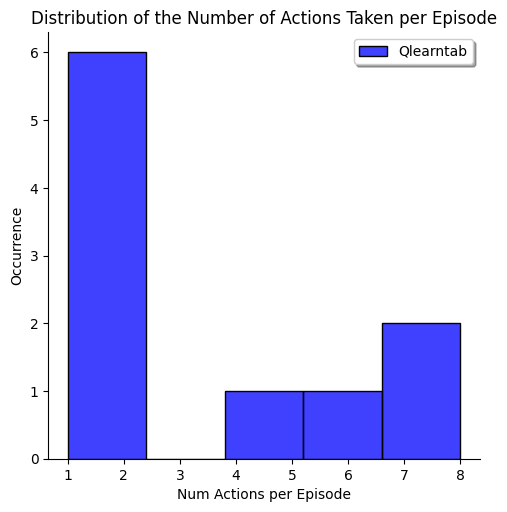 Distribution of the Number of Actions Taken per Episode
Qlearntab
6
5
4
3
2
1
0
Occurrence
1 2 3 4 5 6 7 8
Num Actions per Episode